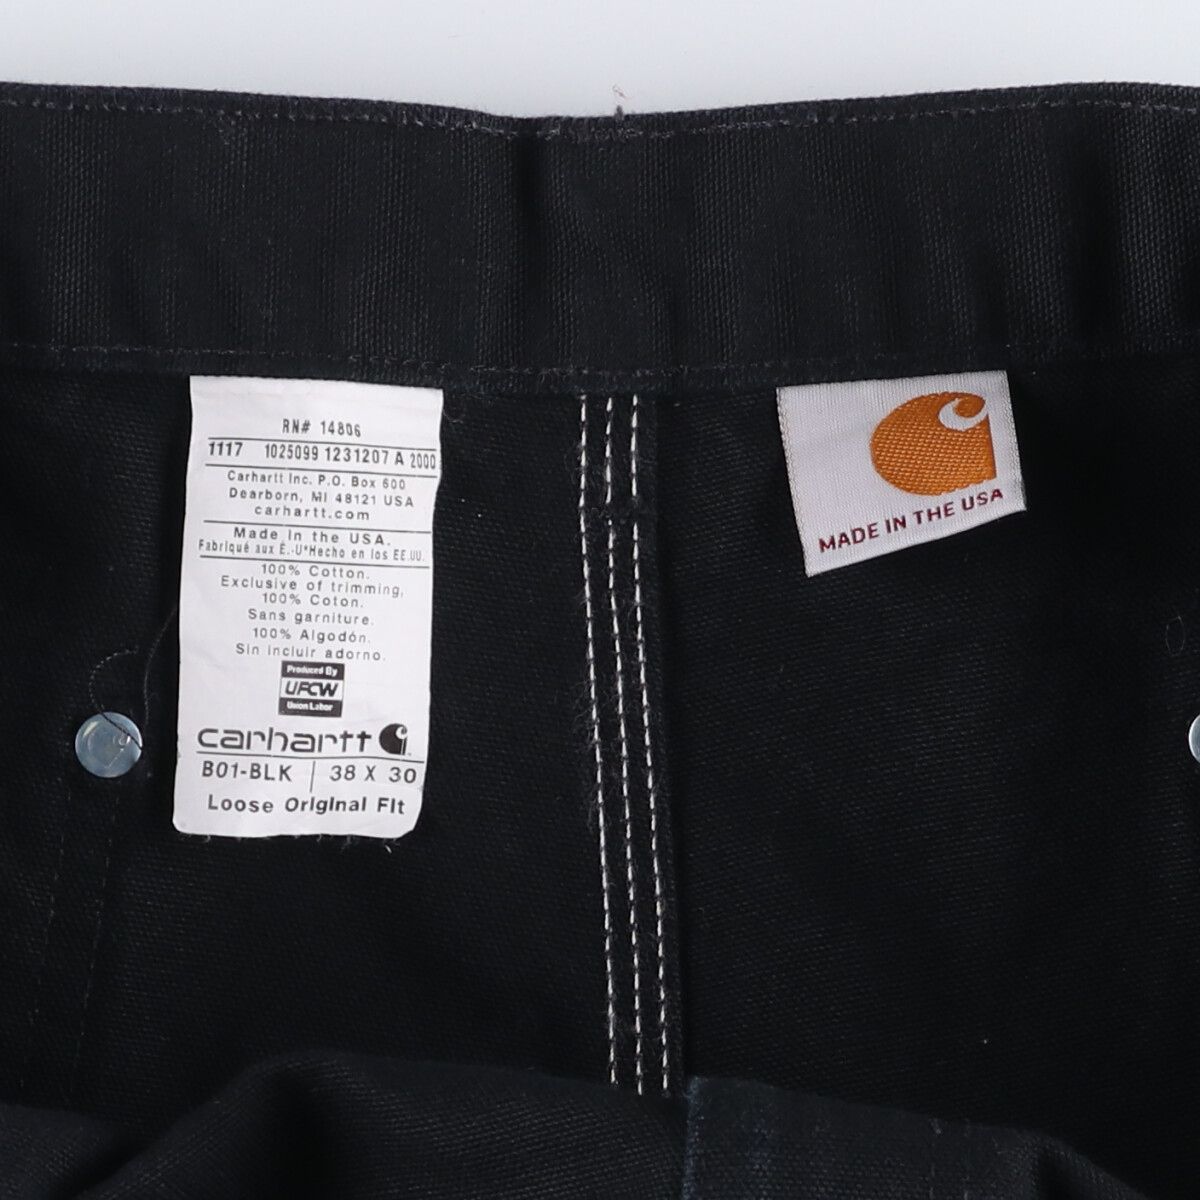 RN# 14806
1117 1025099 1231207 A 2000
Carhartt Inc. P.O. Box 600
Dearborn, MI 48121 USA
carhartt.com
Made in the USA.
Fabriqué aux É.-U*Hecho en los EE.UU.
100% Cotton.
Exclusive of trimming,
100% Coton.
Sans garniture.
100% Algodón.
Sin incluir adorno.
Produced By
UFCW
Union Labor
carhartt
B01-BLK | 38 X 30
Loose Original Fit
MADE IN THE USA